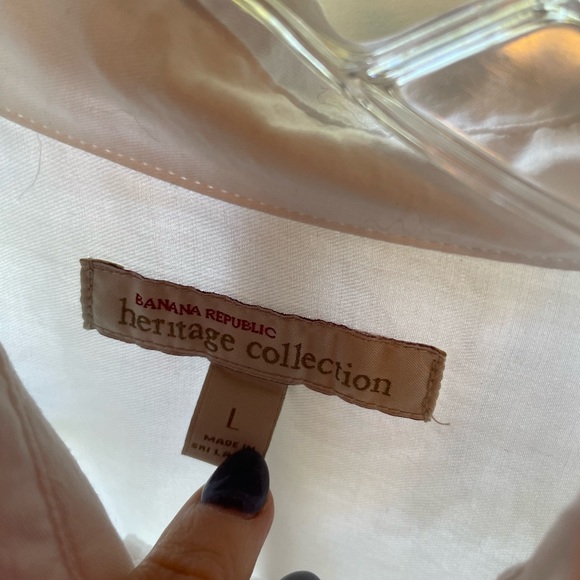 BANANA REPUBLIC
heritage collection
L
MADE IN
SRI